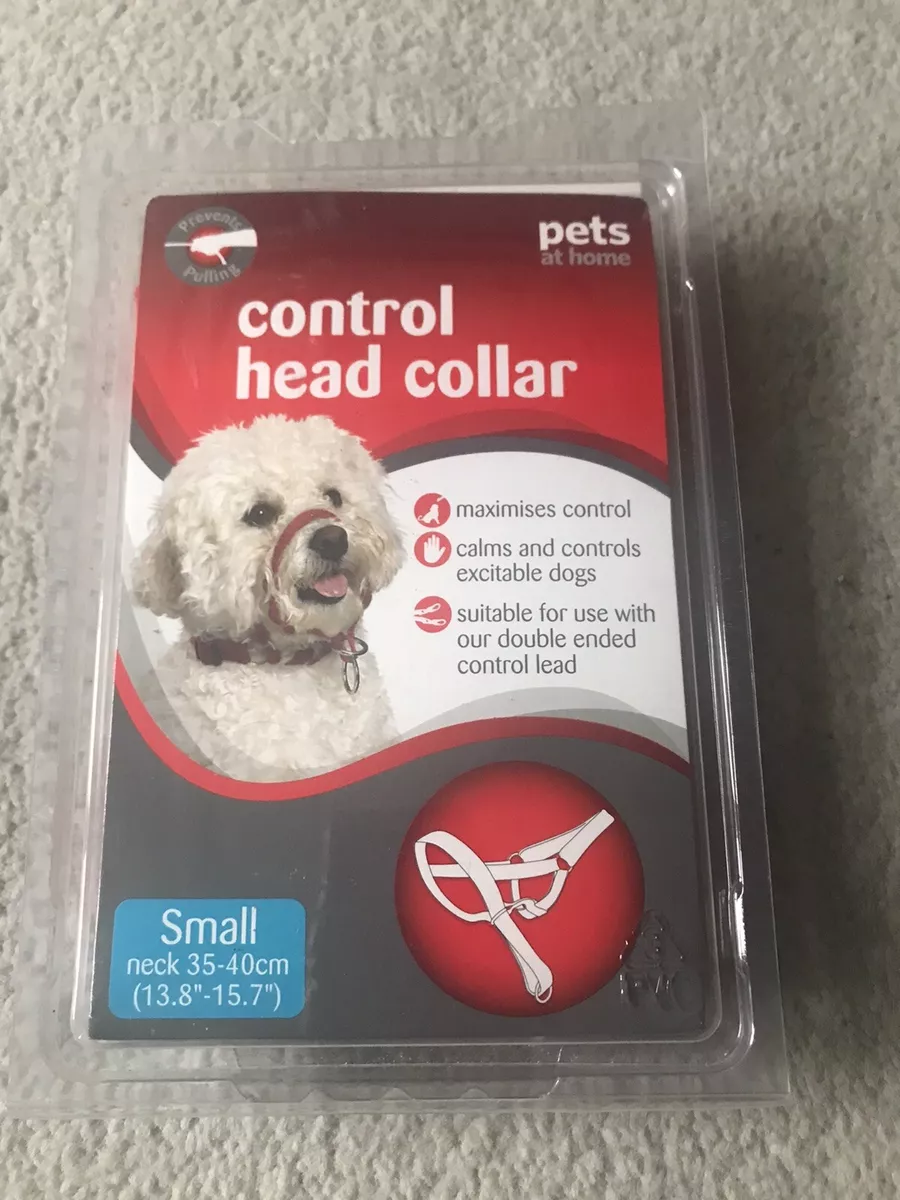 Prevents
Pulling
pets
at home
control
head collar
maximises control
calms and controls
excitable dogs
suitable for use with
our double ended
control lead
Small
neck 35-40cm
(13.8"-15.7")